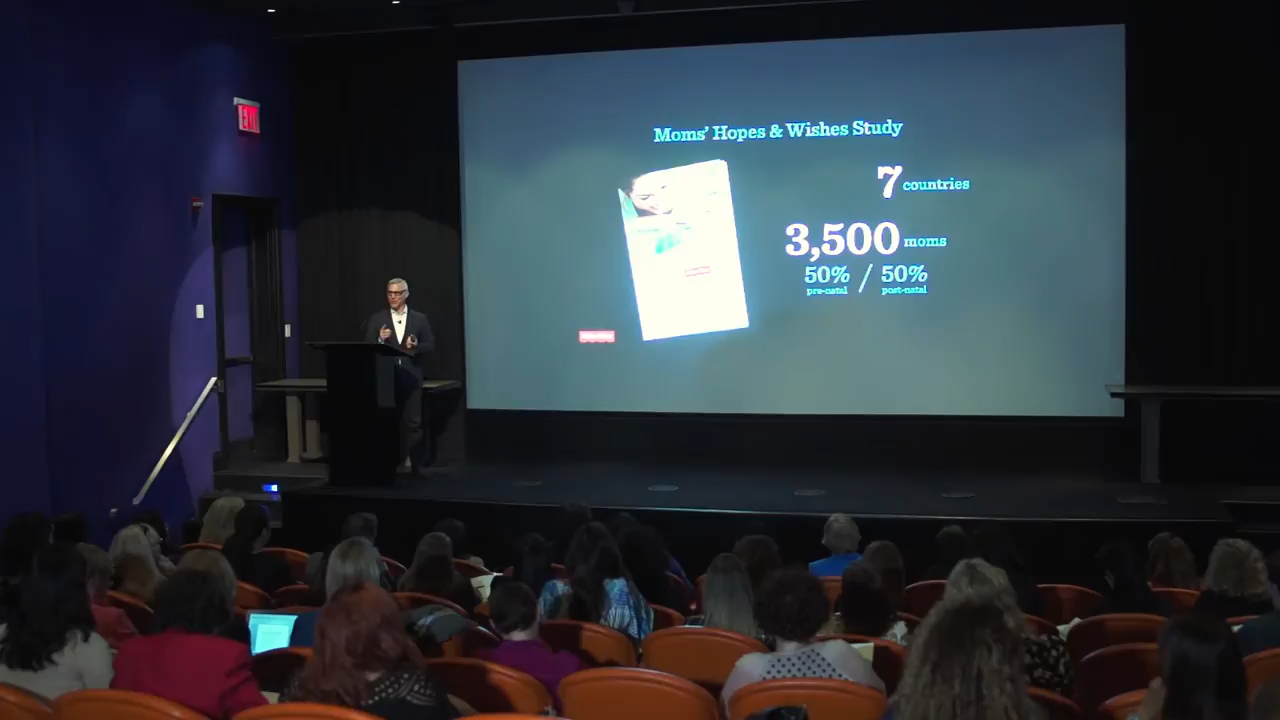 EXIT
Moms' Hopes & Wishes Study
7 countries
3,500 moms
50% / 50%
pre-natal post-natal